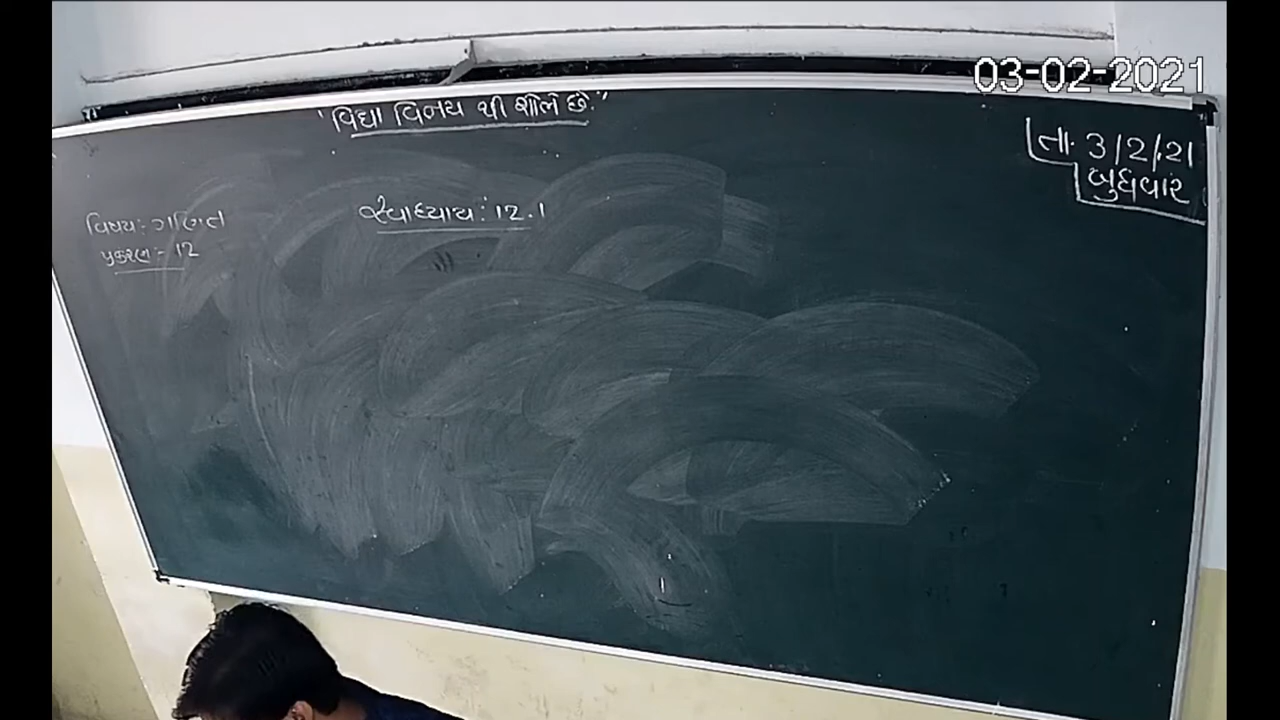 03-02-2021
"વિદ્યા વિનય થી શોભે છે."
તા. 3/2/21
બુધવાર
વિષય:- ગણિત
પ્રકરણ:- 12
સ્વાધ્યાય: 12.1